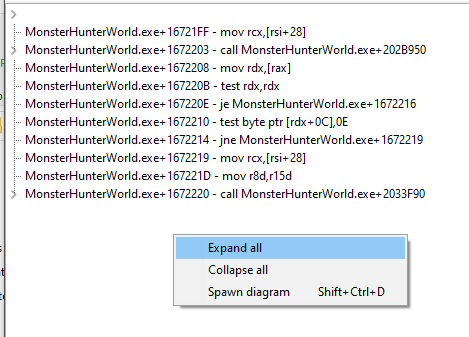 MonsterHunterWorld.exe+16721FF - mov rcx,[rsi+28]
MonsterHunterWorld.exe+1672203 - call MonsterHunterWorld.exe+202B950
MonsterHunterWorld.exe+1672208 - mov rdx,[rax]
MonsterHunterWorld.exe+167220B - test rdx,rdx
MonsterHunterWorld.exe+167220E - je MonsterHunterWorld.exe+1672216
MonsterHunterWorld.exe+1672210 - test byte ptr [rdx+0C],0E
MonsterHunterWorld.exe+1672214 - jne MonsterHunterWorld.exe+1672219
MonsterHunterWorld.exe+1672219 - mov rcx,[rsi+28]
MonsterHunterWorld.exe+167221D - mov r8d,r15d
MonsterHunterWorld.exe+1672220 - call MonsterHunterWorld.exe+2033F90
Expand all
Collapse all
Spawn diagram Shift+Ctrl+D